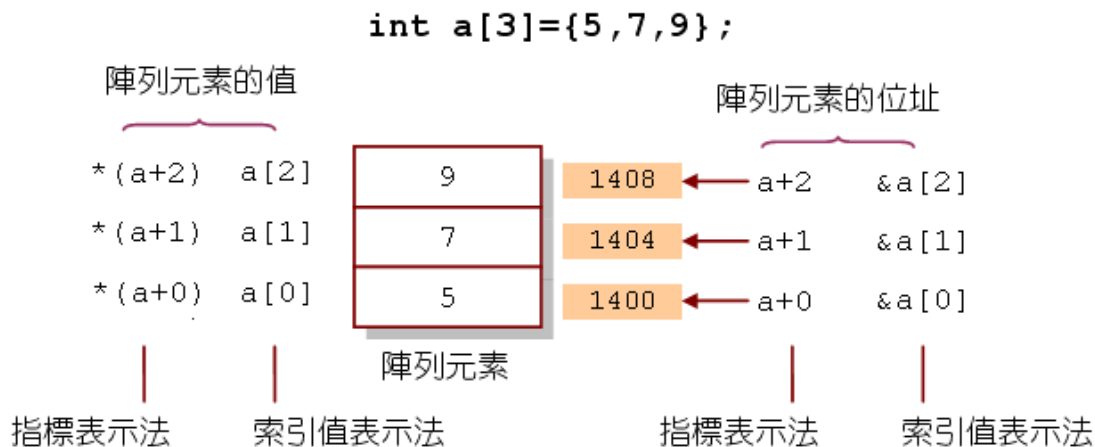 int a[3]={5,7,9};
陣列元素的值
陣列元素的位址
*(a+2) a[2] 9 1408 a+2 &a[2]
*(a+1) a[1] 7 1404 a+1 &a[1]
*(a+0) a[0] 5 1400 a+0 &a[0]
陣列元素
指標表示法 索引值表示法 指標表示法 索引值表示法